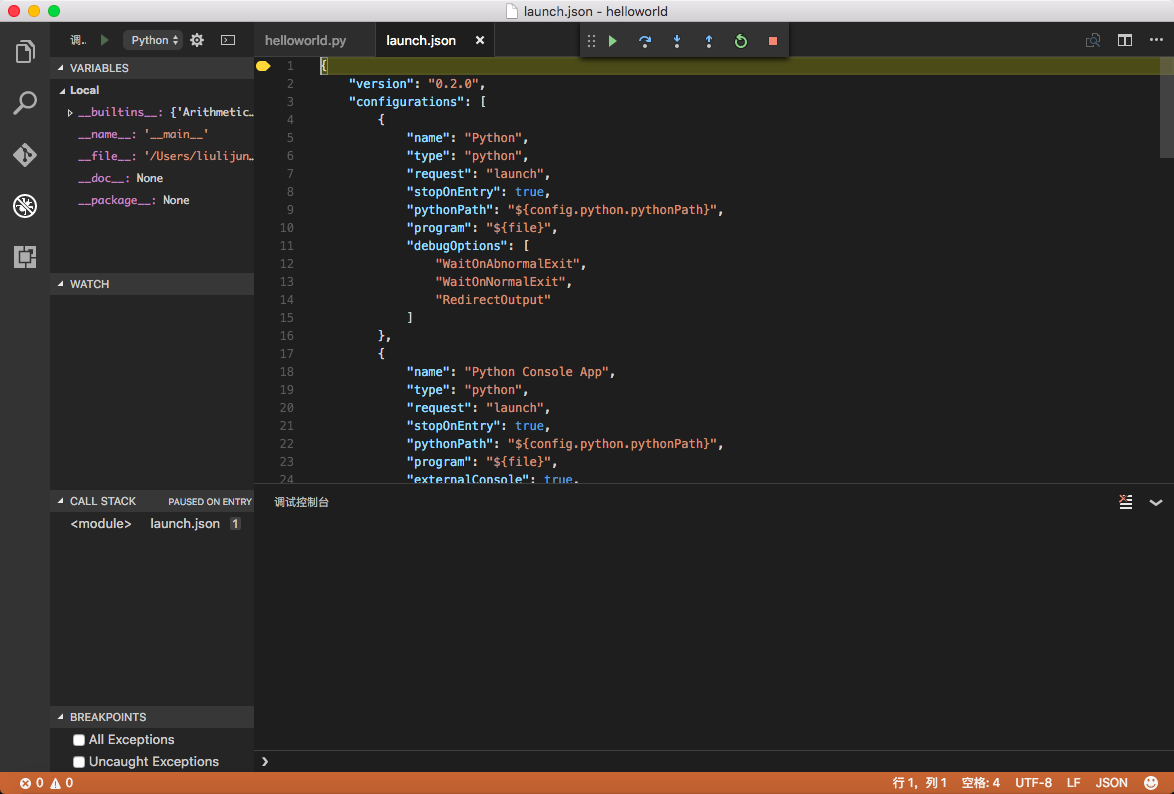 launch.json - helloworld
调.. Python
helloworld.py launch.json
VARIABLES
Local
__builtins__: {'Arithmetic…
__name__: '__main__'
__file__: '/Users/liulijun…
__doc__: None
__package__: None
WATCH
CALL STACK PAUSED ON ENTRY
<module> launch.json 1
BREAKPOINTS
All Exceptions
Uncaught Exceptions
1 {
2 "version": "0.2.0",
3 "configurations": [
4 {
5 "name": "Python",
6 "type": "python",
7 "request": "launch",
8 "stopOnEntry": true,
9 "pythonPath": "${config.python.pythonPath}",
10 "program": "${file}",
11 "debugOptions": [
12 "WaitOnAbnormalExit",
13 "WaitOnNormalExit",
14 "RedirectOutput"
15 ]
16 },
17 {
18 "name": "Python Console App",
19 "type": "python",
20 "request": "launch",
21 "stopOnEntry": true,
22 "pythonPath": "${config.python.pythonPath}",
23 "program": "${file}",
24 "externalConsole": true,
调试控制台
0 0
行 1，列 1 空格: 4 UTF-8 LF JSON